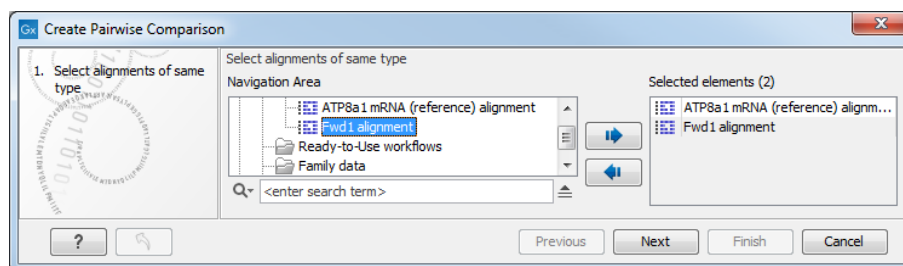 Gx Create Pairwise Comparison
X
1. Select alignments of same
type
Select alignments of same type
Navigation Area
ATP8a1 mRNA (reference) alignment
Fwd1 alignment
Ready-to-Use workflows
Family data
<enter search term>
Selected elements (2)
ATP8a1 mRNA (reference) alignm...
Fwd1 alignment
?
Previous
Next
Finish
Cancel